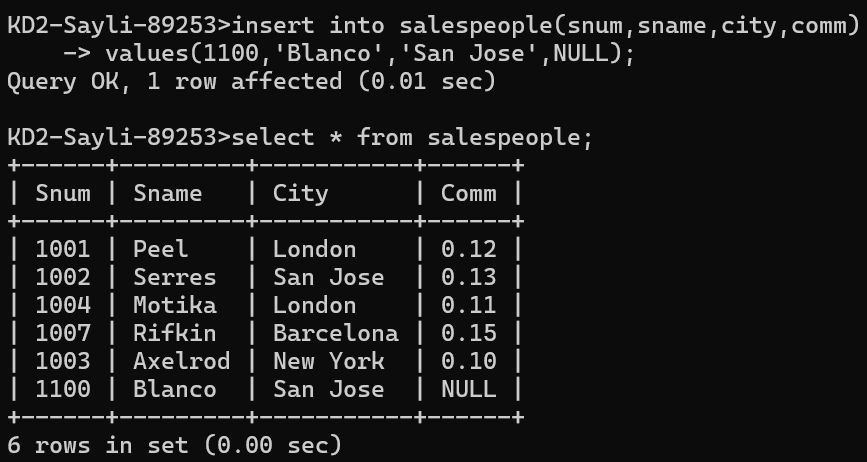 KD2-Sayli-89253>insert into salespeople(snum,sname,city,comm)
    -> values(1100,'Blanco','San Jose',NULL);
Query OK, 1 row affected (0.01 sec)

KD2-Sayli-89253>select * from salespeople;
+------+---------+-----------+------+
| Snum | Sname   | City      | Comm |
+------+---------+-----------+------+
| 1001 | Peel    | London    | 0.12 |
| 1002 | Serres  | San Jose  | 0.13 |
| 1004 | Motika  | London    | 0.11 |
| 1007 | Rifkin  | Barcelona | 0.15 |
| 1003 | Axelrod | New York  | 0.10 |
| 1100 | Blanco  | San Jose  | NULL |
+------+---------+-----------+------+
6 rows in set (0.00 sec)